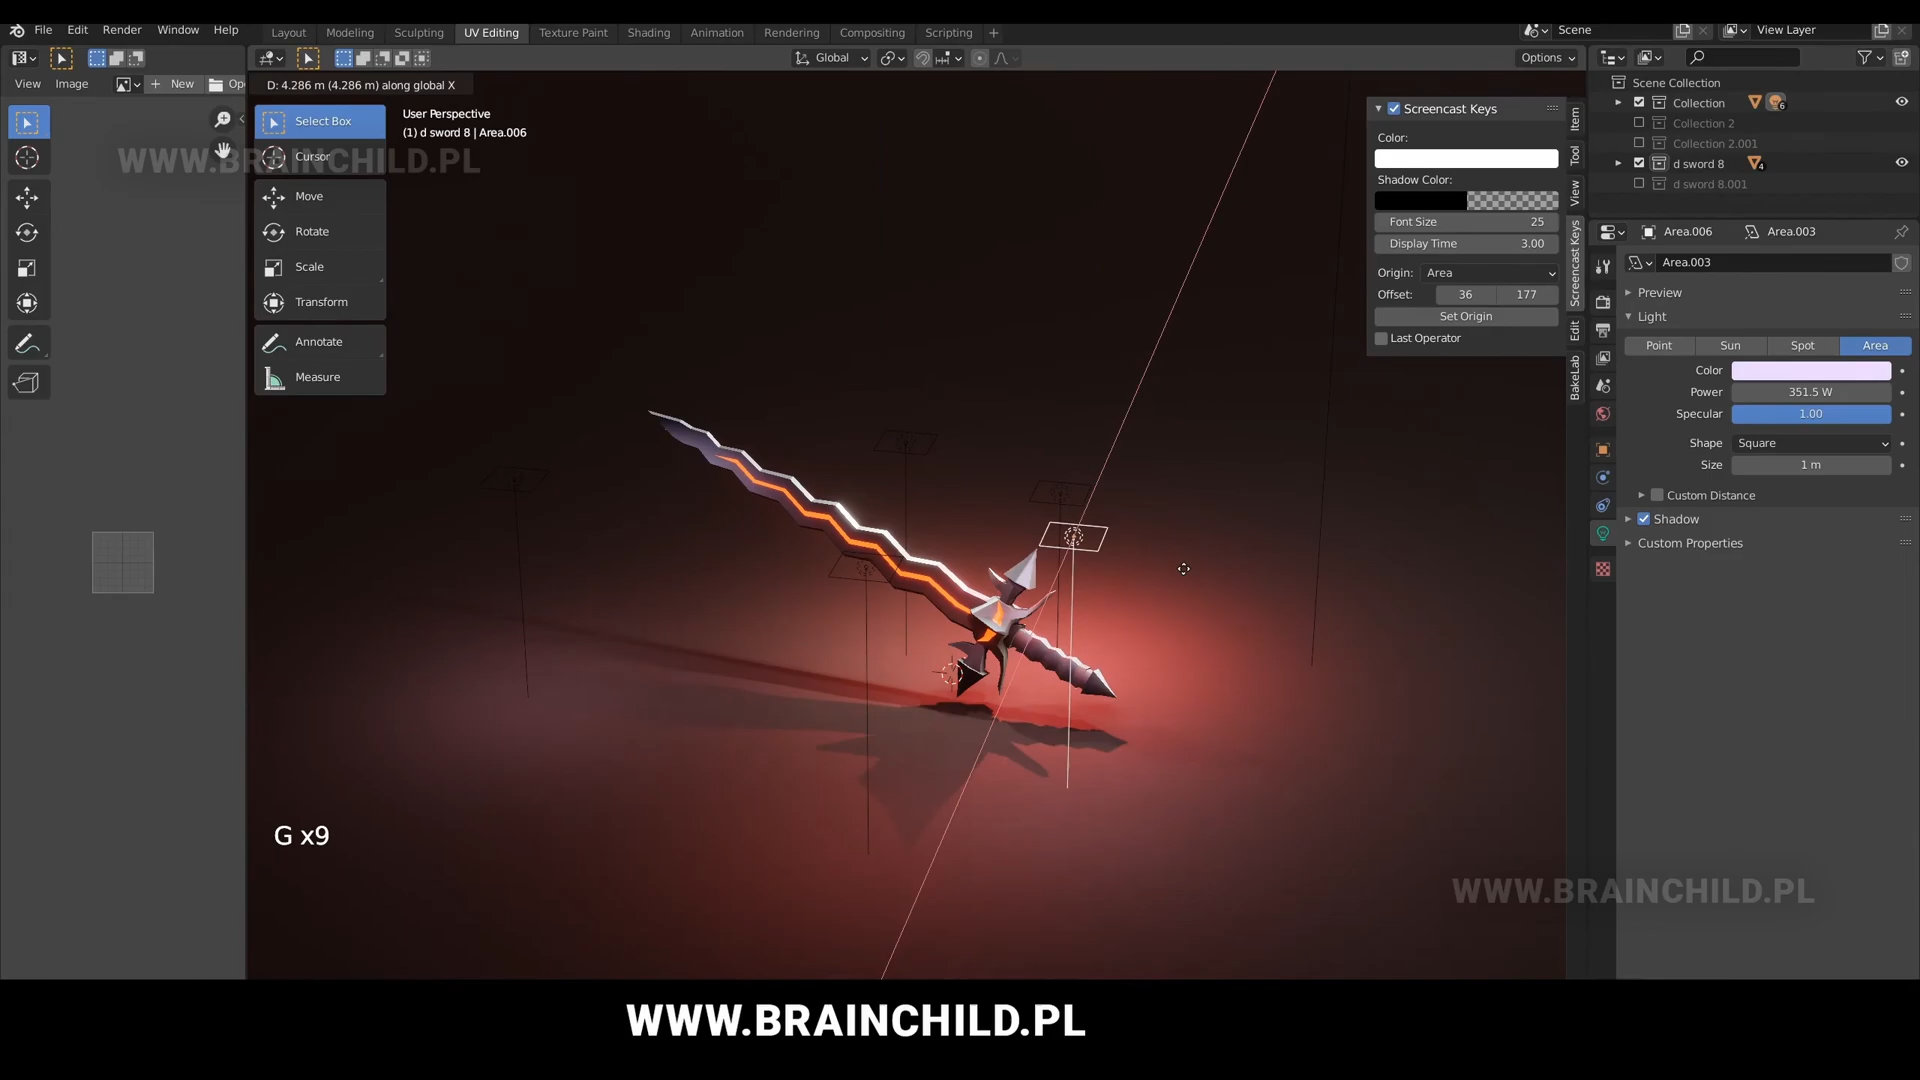 File Edit Render Window Help
Layout Modeling Sculpting UV Editing Texture Paint Shading Animation Rendering Compositing Scripting +
Scene
View Layer
Global
Options
View Image + New Op
D: 4.286 m (4.286 m) along global X
User Perspective
(1) d sword 8 | Area.006
Select Box
Cursor
Move
Rotate
Scale
Transform
Annotate
Measure
WWW.BRAINCHILD.PL
Screencast Keys
Color:
Shadow Color:
Font Size 25
Display Time 3.00
Origin: Area
Offset: 36 177
Set Origin
Last Operator
Item
Tool
View
Screencast Keys
Edit
BakeLab
Scene Collection
Collection 6
Collection 2
Collection 2.001
d sword 8 4
d sword 8.001
Area.006 Area.003
Area.003
Preview
Light
Point Sun Spot Area
Color
Power 351.5 W
Specular 1.00
Shape Square
Size 1 m
Custom Distance
Shadow
Custom Properties
G x9
WWW.BRAINCHILD.PL
WWW.BRAINCHILD.PL